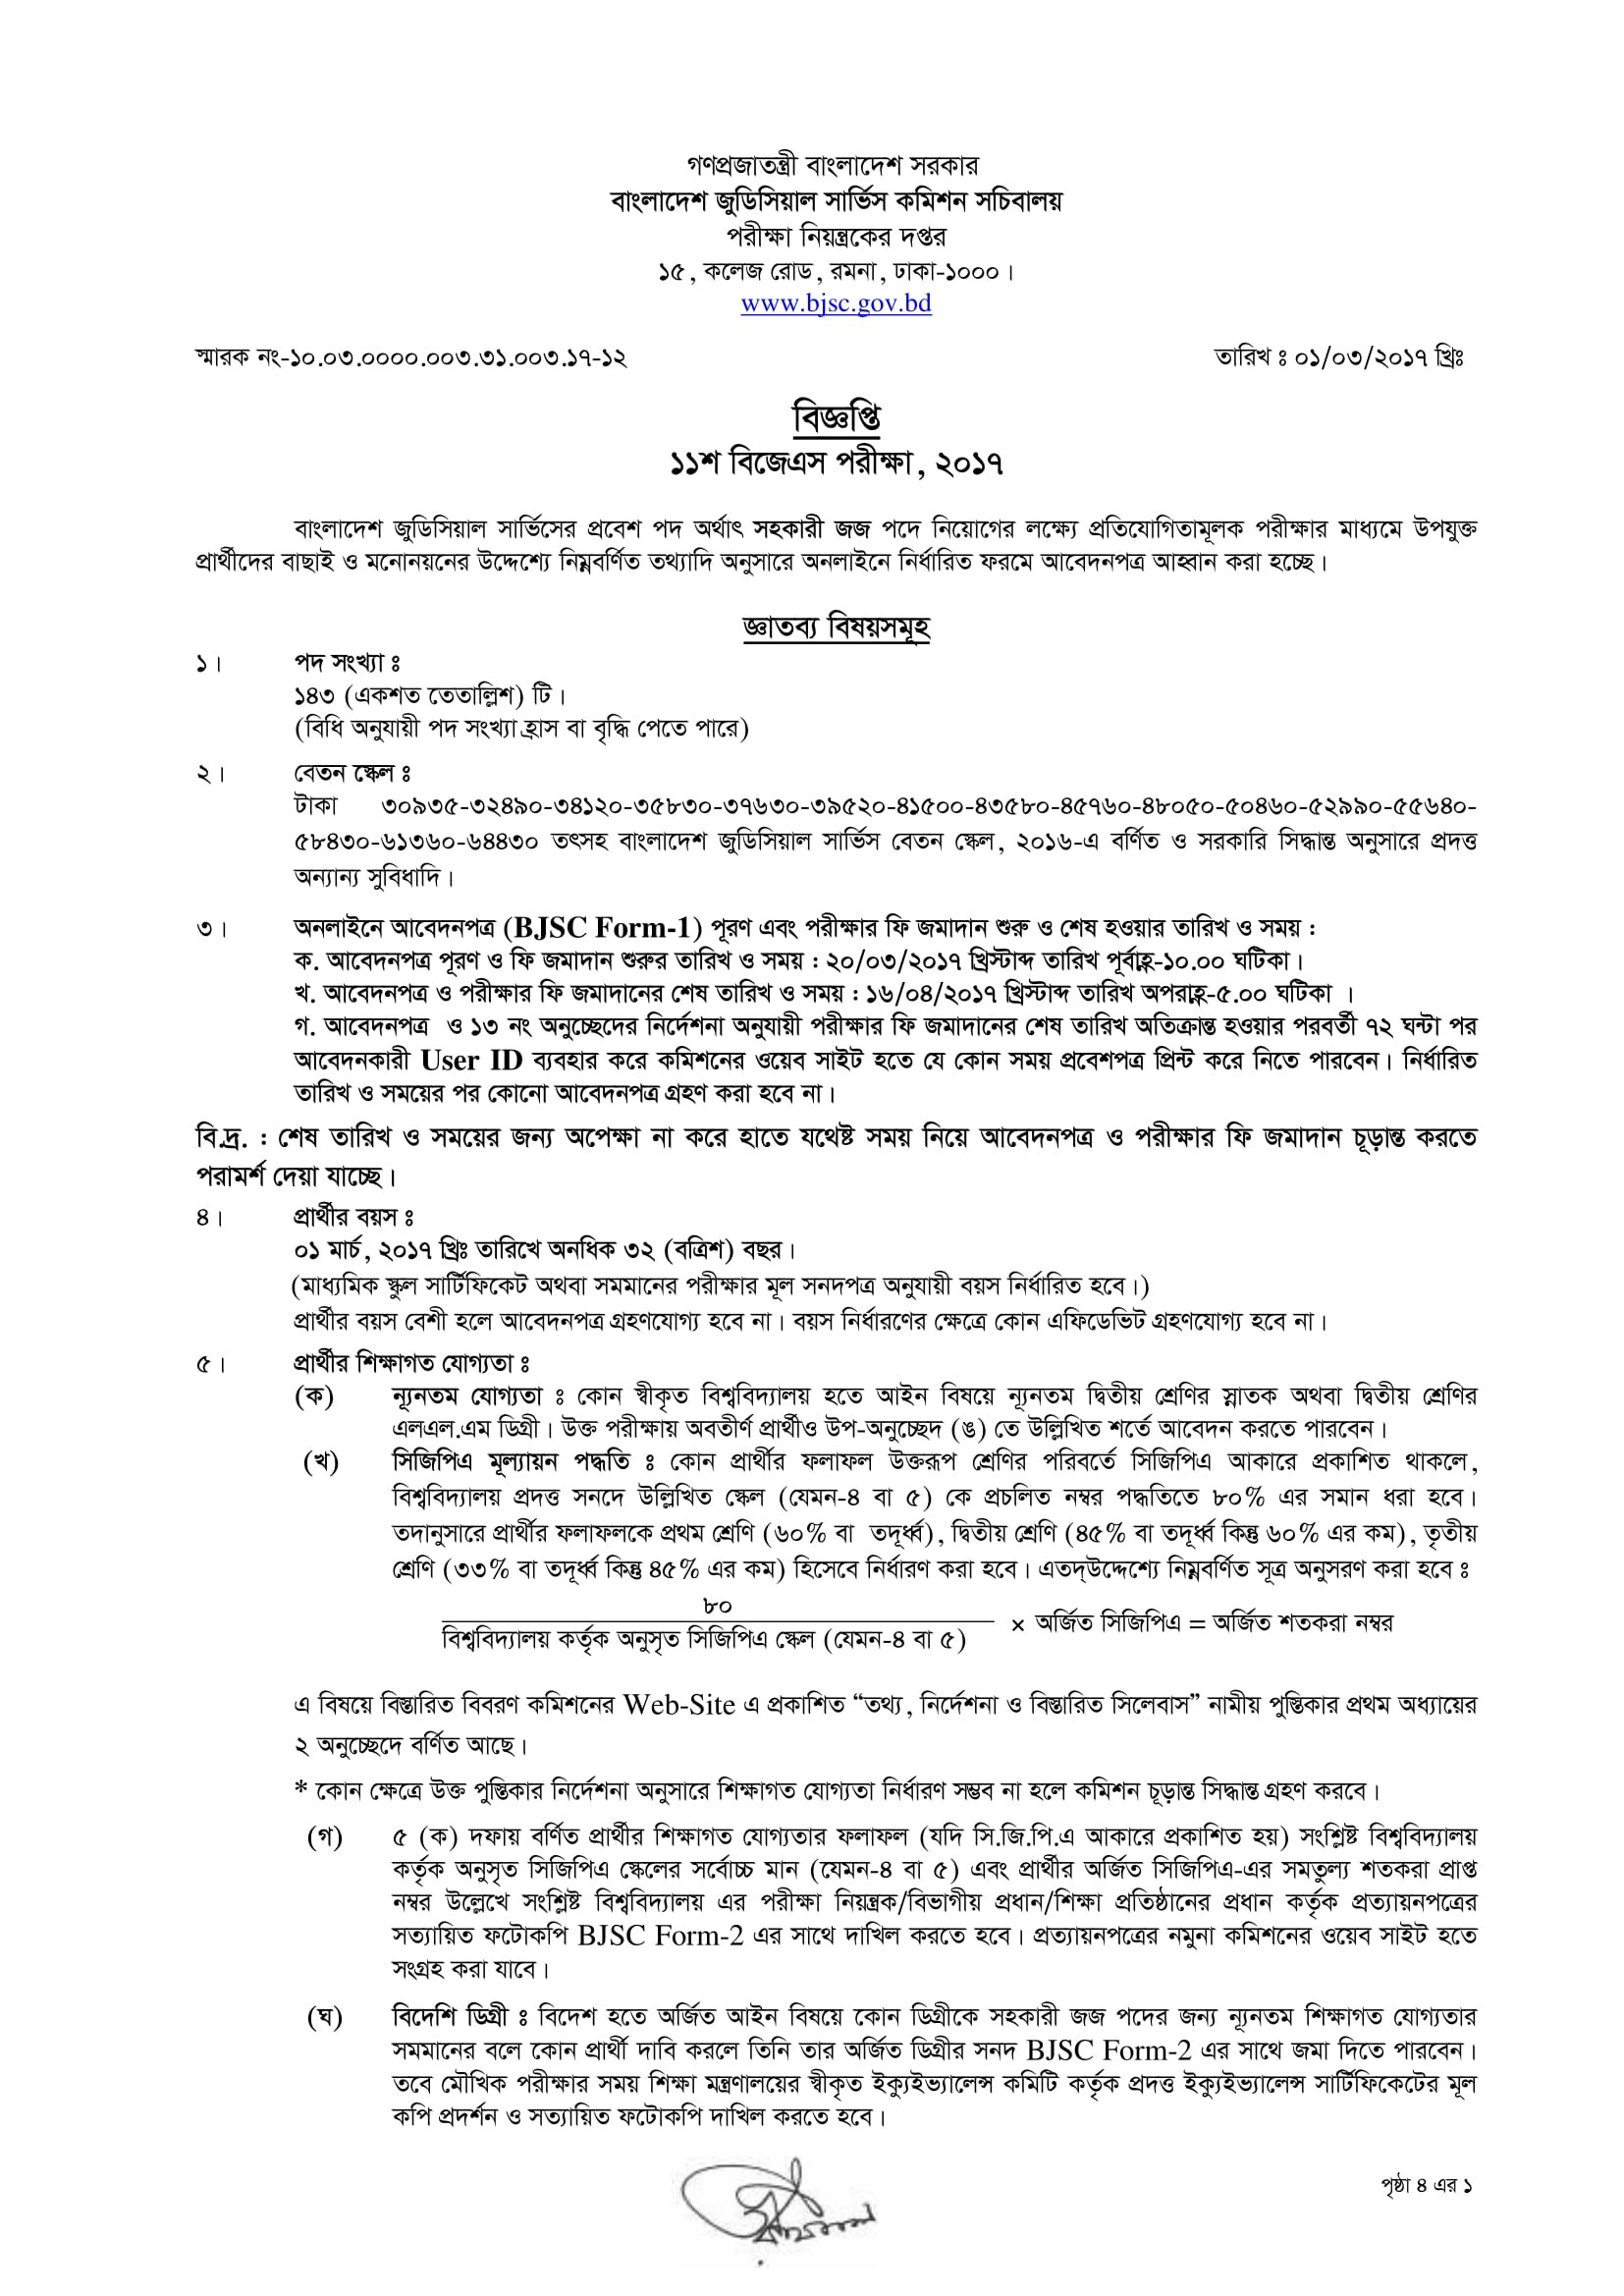 গণপ্রজাতন্ত্রী বাংলাদেশ সরকার
বাংলাদেশ জুডিসিয়াল সার্ভিস কমিশন সচিবালয়
পরীক্ষা নিয়ন্ত্রকের দপ্তর
১৫, কলেজ রোড, রমনা, ঢাকা-১০০০।
www.bjsc.gov.bd
স্মারক নং-১০.০৩.০০০০.০০৩.৩১.০০৩.১৭-১২ তারিখ ঃ ০১/০৩/২০১৭ খ্রিঃ
বিজ্ঞপ্তি
১১শ বিজেএস পরীক্ষা, ২০১৭
বাংলাদেশ জুডিসিয়াল সার্ভিসের প্রবেশ পদ অর্থাৎ সহকারী জজ পদে নিয়োগের লক্ষ্যে প্রতিযোগিতামূলক পরীক্ষার মাধ্যমে উপযুক্ত
প্রার্থীদের বাছাই ও মনোনয়নের উদ্দেশ্যে নিম্নবর্ণিত তথ্যাদি অনুসারে অনলাইনে নির্ধারিত ফরমে আবেদনপত্র আহ্বান করা হচ্ছে।
জ্ঞাতব্য বিষয়সমূহ
১। পদ সংখ্যা ঃ
১৪৩ (একশত তেতাল্লিশ) টি।
(বিধি অনুযায়ী পদ সংখ্যা হ্রাস বা বৃদ্ধি পেতে পারে)
২। বেতন স্কেল ঃ
টাকা ৩০৯৩৫-৩২৪৯০-৩৪১২০-৩৫৮৩০-৩৭৬৩০-৩৯৫২০-৪১৫০০-৪৩৫৮০-৪৫৭৬০-৪৮০৫০-৫০৪৬০-৫২৯৯০-৫৫৬৪০-
৫৮৪৩০-৬১৩৬০-৬৪৪৩০ তৎসহ বাংলাদেশ জুডিসিয়াল সার্ভিস বেতন স্কেল, ২০১৬-এ বর্ণিত ও সরকারি সিদ্ধান্ত অনুসারে প্রদত্ত
অন্যান্য সুবিধাদি।
৩। অনলাইনে আবেদনপত্র (BJSC Form-1) পূরণ এবং পরীক্ষার ফি জমাদান শুরু ও শেষ হওয়ার তারিখ ও সময় :
ক. আবেদনপত্র পূরণ ও ফি জমাদান শুরুর তারিখ ও সময় : ২০/০৩/২০১৭ খ্রিস্টাব্দ তারিখ পূর্বাহ্ণ-১০.০০ ঘটিকা।
খ. আবেদনপত্র ও পরীক্ষার ফি জমাদানের শেষ তারিখ ও সময় : ১৬/০৪/২০১৭ খ্রিস্টাব্দ তারিখ অপরাহ্ণ-৫.০০ ঘটিকা ।
গ. আবেদনপত্র ও ১৩ নং অনুচ্ছেদের নির্দেশনা অনুযায়ী পরীক্ষার ফি জমাদানের শেষ তারিখ অতিক্রান্ত হওয়ার পরবর্তী ৭২ ঘন্টা পর
আবেদনকারী User ID ব্যবহার করে কমিশনের ওয়েব সাইট হতে যে কোন সময় প্রবেশপত্র প্রিন্ট করে নিতে পারবেন। নির্ধারিত
তারিখ ও সময়ের পর কোনো আবেদনপত্র গ্রহণ করা হবে না।
বি.দ্র. : শেষ তারিখ ও সময়ের জন্য অপেক্ষা না করে হাতে যথেষ্ট সময় নিয়ে আবেদনপত্র ও পরীক্ষার ফি জমাদান চূড়ান্ত করতে
পরামর্শ দেয়া যাচ্ছে।
৪। প্রার্থীর বয়স ঃ
০১ মার্চ, ২০১৭ খ্রিঃ তারিখে অনধিক ৩২ (বত্রিশ) বছর।
(মাধ্যমিক স্কুল সার্টিফিকেট অথবা সমমানের পরীক্ষার মূল সনদপত্র অনুযায়ী বয়স নির্ধারিত হবে।)
প্রার্থীর বয়স বেশী হলে আবেদনপত্র গ্রহণযোগ্য হবে না। বয়স নির্ধারণের ক্ষেত্রে কোন এফিডেভিট গ্রহণযোগ্য হবে না।
৫। প্রার্থীর শিক্ষাগত যোগ্যতা ঃ
(ক) ন্যূনতম যোগ্যতা ঃ কোন স্বীকৃত বিশ্ববিদ্যালয় হতে আইন বিষয়ে ন্যূনতম দ্বিতীয় শ্রেণির স্নাতক অথবা দ্বিতীয় শ্রেণির
এলএল.এম ডিগ্রী। উক্ত পরীক্ষায় অবতীর্ণ প্রার্থীও উপ-অনুচ্ছেদ (ঙ) তে উল্লিখিত শর্তে আবেদন করতে পারবেন।
(খ) সিজিপিএ মূল্যায়ন পদ্ধতি ঃ কোন প্রার্থীর ফলাফল উক্তরূপ শ্রেণির পরিবর্তে সিজিপিএ আকারে প্রকাশিত থাকলে,
বিশ্ববিদ্যালয় প্রদত্ত সনদে উল্লিখিত স্কেল (যেমন-৪ বা ৫) কে প্রচলিত নম্বর পদ্ধতিতে ৮০% এর সমান ধরা হবে।
তদানুসারে প্রার্থীর ফলাফলকে প্রথম শ্রেণি (৬০% বা তদূর্ধ্ব), দ্বিতীয় শ্রেণি (৪৫% বা তদূর্ধ্ব কিন্তু ৬০% এর কম), তৃতীয়
শ্রেণি (৩৩% বা তদূর্ধ্ব কিন্তু ৪৫% এর কম) হিসেবে নির্ধারণ করা হবে। এতদ্উদ্দেশ্যে নিম্নবর্ণিত সূত্র অনুসরণ করা হবে ঃ
৮০
বিশ্ববিদ্যালয় কর্তৃক অনুসৃত সিজিপিএ স্কেল (যেমন-৪ বা ৫) × অর্জিত সিজিপিএ = অর্জিত শতকরা নম্বর
এ বিষয়ে বিস্তারিত বিবরণ কমিশনের Web-Site এ প্রকাশিত “তথ্য, নির্দেশনা ও বিস্তারিত সিলেবাস” নামীয় পুস্তিকার প্রথম অধ্যায়ের
২ অনুচ্ছেদে বর্ণিত আছে।
* কোন ক্ষেত্রে উক্ত পুস্তিকার নির্দেশনা অনুসারে শিক্ষাগত যোগ্যতা নির্ধারণ সম্ভব না হলে কমিশন চূড়ান্ত সিদ্ধান্ত গ্রহণ করবে।
(গ) ৫ (ক) দফায় বর্ণিত প্রার্থীর শিক্ষাগত যোগ্যতার ফলাফল (যদি সি.জি.পি.এ আকারে প্রকাশিত হয়) সংশ্লিষ্ট বিশ্ববিদ্যালয়
কর্তৃক অনুসৃত সিজিপিএ স্কেলের সর্বোচ্চ মান (যেমন-৪ বা ৫) এবং প্রার্থীর অর্জিত সিজিপিএ-এর সমতুল্য শতকরা প্রাপ্ত
নম্বর উল্লেখে সংশ্লিষ্ট বিশ্ববিদ্যালয় এর পরীক্ষা নিয়ন্ত্রক/বিভাগীয় প্রধান/শিক্ষা প্রতিষ্ঠানের প্রধান কর্তৃক প্রত্যায়নপত্রের
সত্যায়িত ফটোকপি BJSC Form-2 এর সাথে দাখিল করতে হবে। প্রত্যায়নপত্রের নমুনা কমিশনের ওয়েব সাইট হতে
সংগ্রহ করা যাবে।
(ঘ) বিদেশি ডিগ্রী ঃ বিদেশ হতে অর্জিত আইন বিষয়ে কোন ডিগ্রীকে সহকারী জজ পদের জন্য ন্যূনতম শিক্ষাগত যোগ্যতার
সমমানের বলে কোন প্রার্থী দাবি করলে তিনি তার অর্জিত ডিগ্রীর সনদ BJSC Form-2 এর সাথে জমা দিতে পারবেন।
তবে মৌখিক পরীক্ষার সময় শিক্ষা মন্ত্রণালয়ের স্বীকৃত ইক্যুইভ্যালেন্স কমিটি কর্তৃক প্রদত্ত ইক্যুইভ্যালেন্স সার্টিফিকেটের মূল
কপি প্রদর্শন ও সত্যায়িত ফটোকপি দাখিল করতে হবে।
পৃষ্ঠা ৪ এর ১